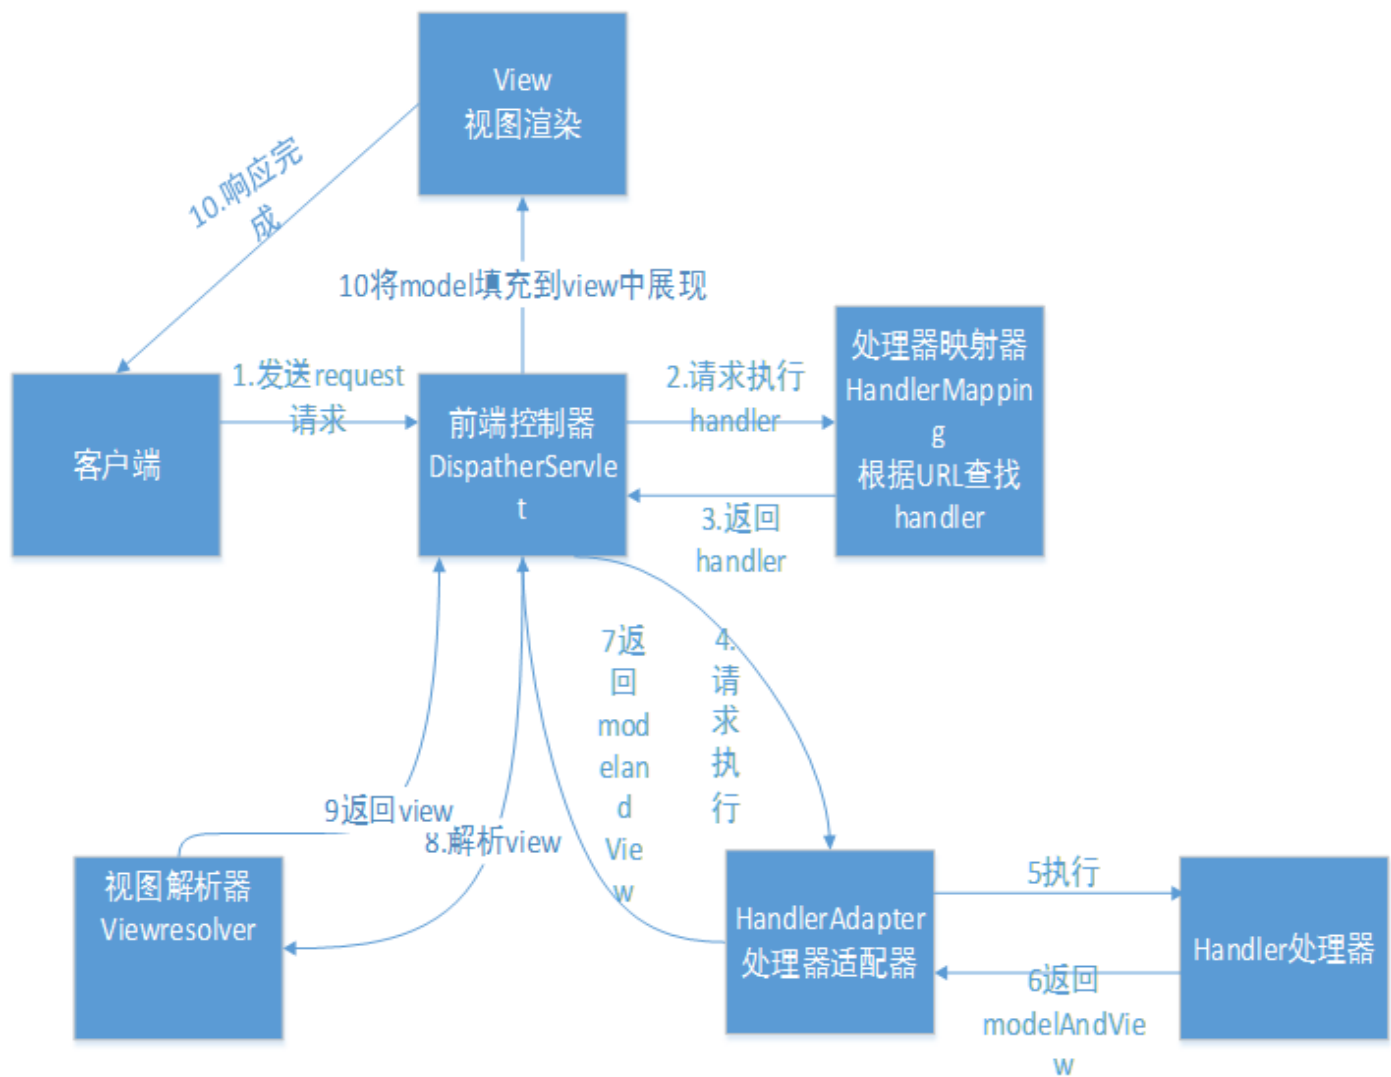 View
视图渲染
10.响应完
成
10将model填充到view中展现
1.发送request
请求
客户端
前端控制器
DispatherServle
t
2.请求执行
handler
3.返回
handler
处理器映射器
HandlerMappin
g
根据URL查找
handler
7返
回
mod
elan
d
Vie
w
4.
请
求
执
行
9返回view
8.解析view
视图解析器
Viewresolver
HandlerAdapter
处理器适配器
5执行
6返回
modelAndVie
w
Handler处理器